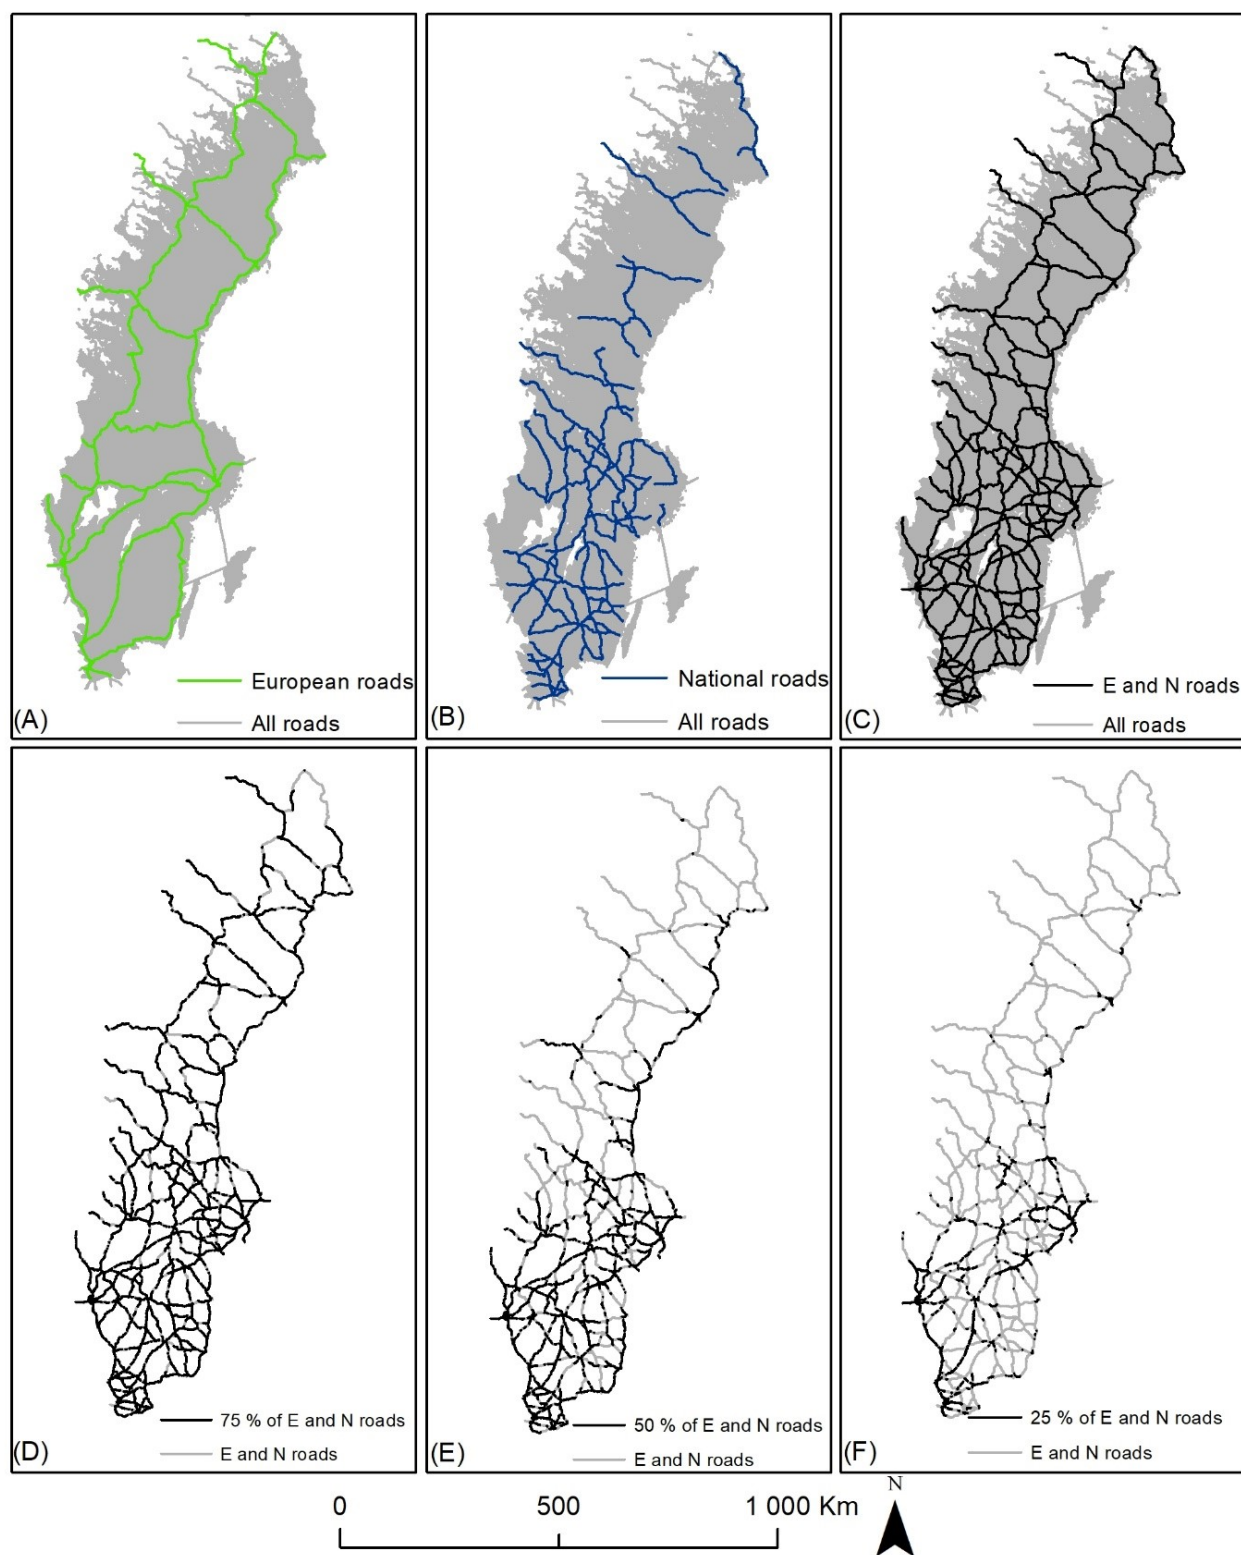 European roads
(A)
All roads
National roads
(B)
All roads
E and N roads
(C)
All roads
75 % of E and N roads
(D)
E and N roads
50 % of E and N roads
(E)
E and N roads
25 % of E and N roads
(F)
E and N roads
0
500
1 000 Km
N